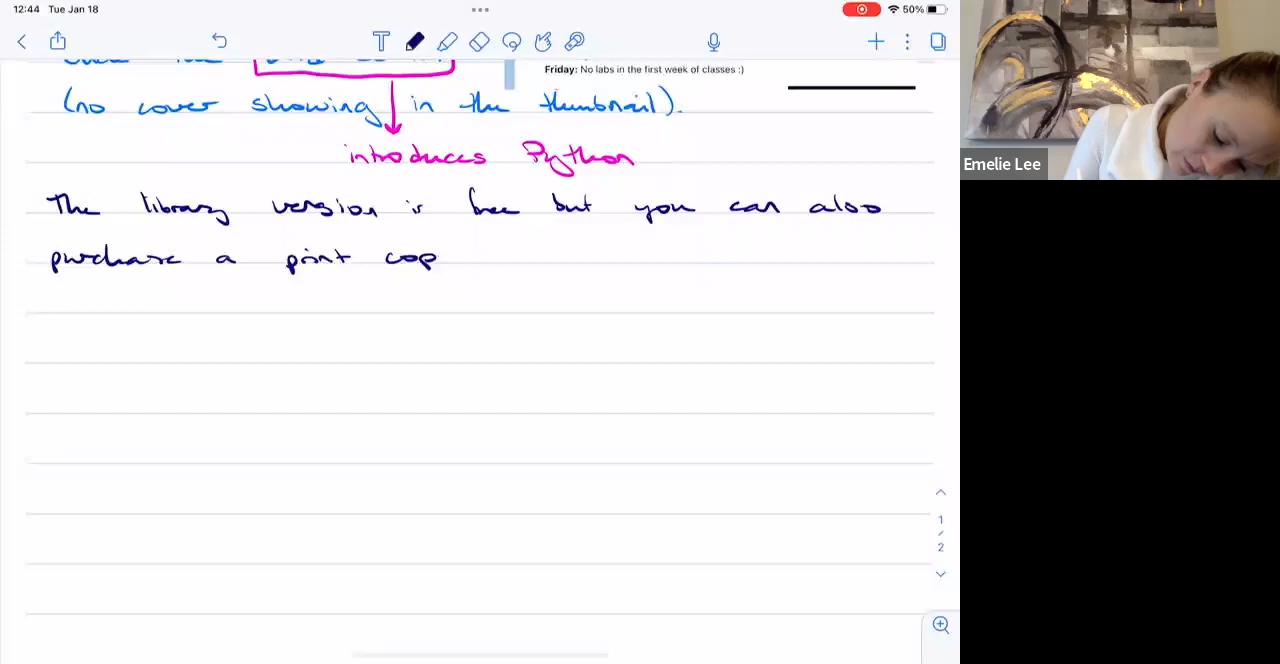 12:44 Tue Jan 18
50%
Friday: No labs in the first week of classes :)
(no cover showing in the thumbnail).
introduces Python
The library version is free but you can also
purchase a print cop
1
/
2
Emelie Lee